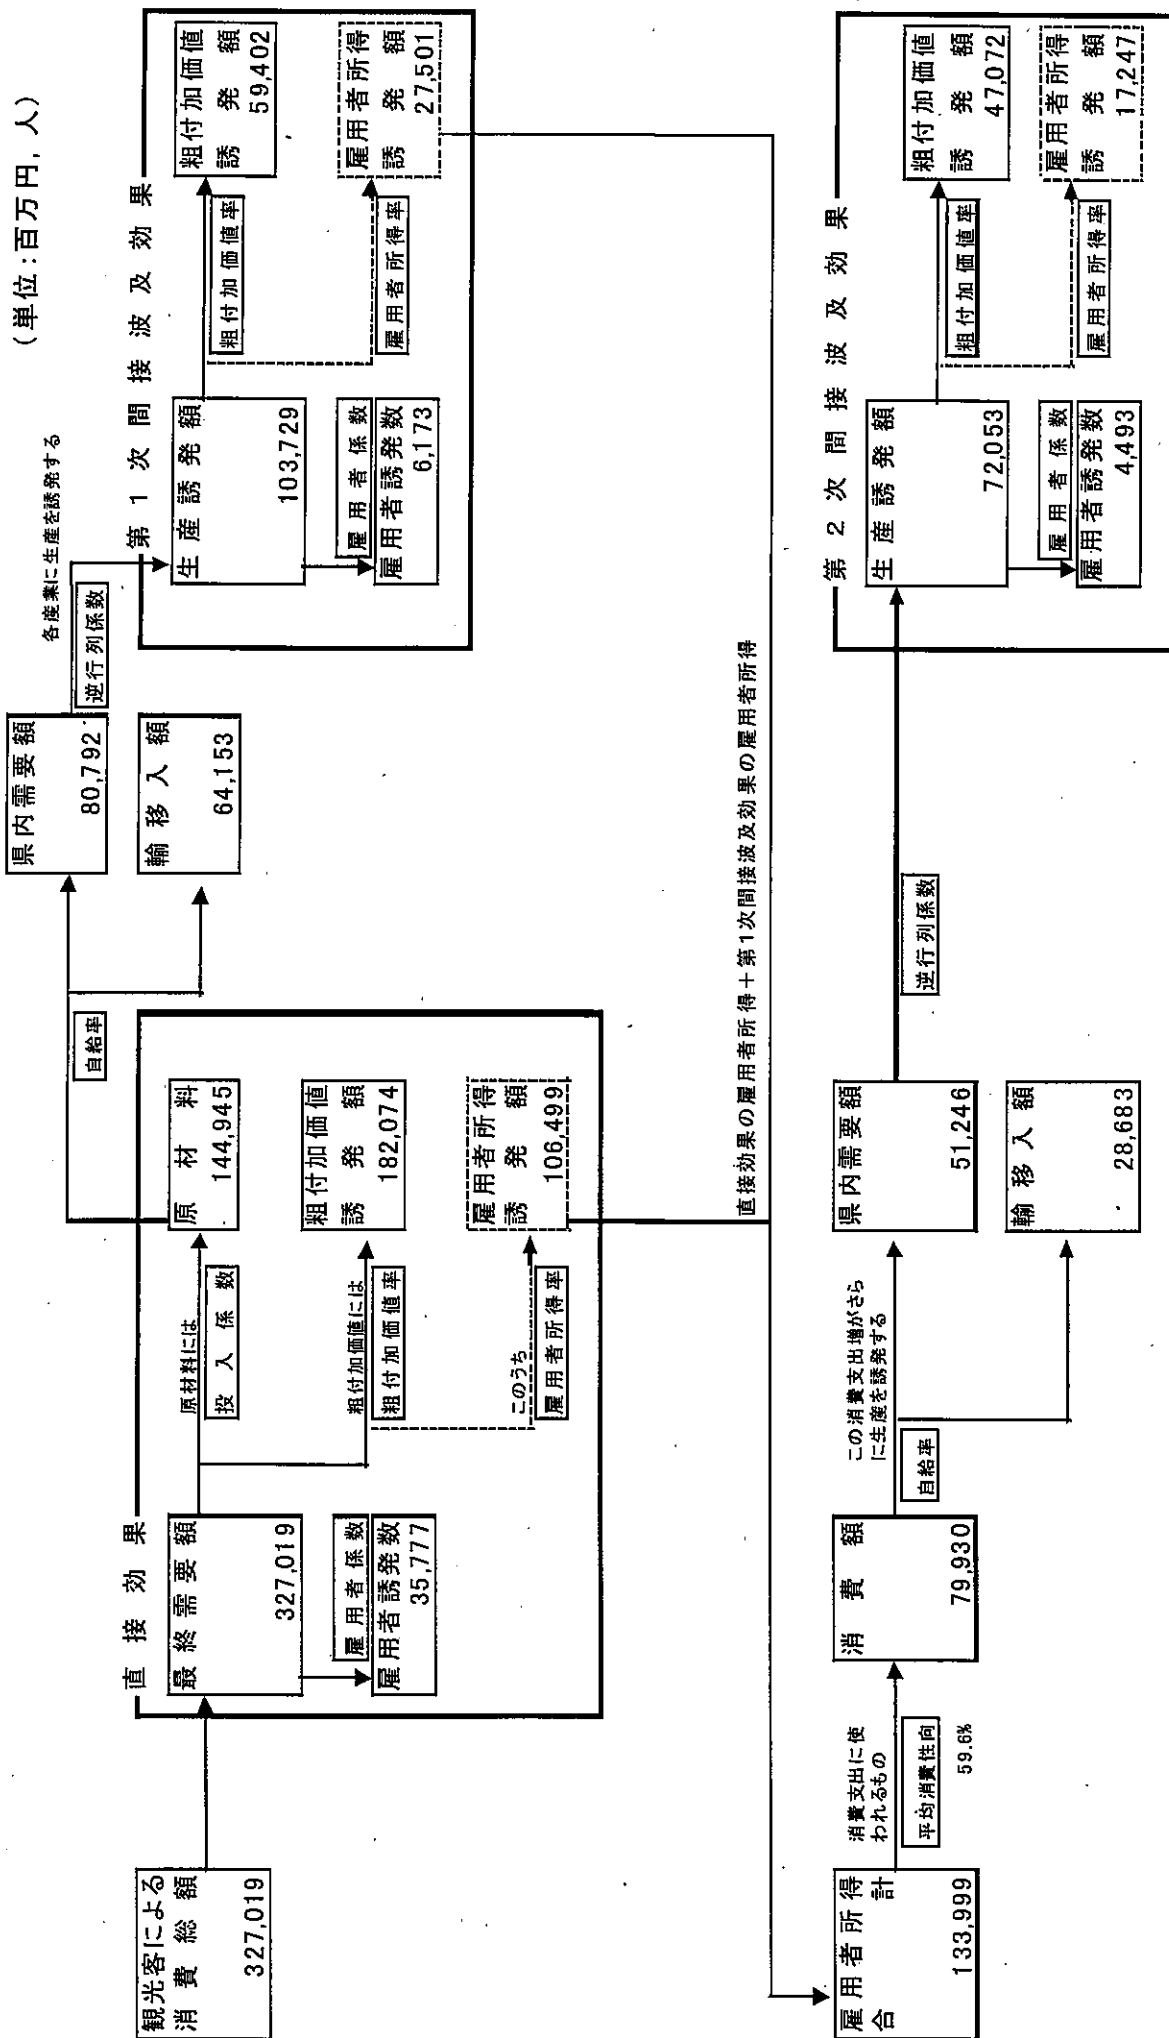 (単位:百万円,人)
観光客による
消費総額
327,019
直接効果
最終需要額
327,019
雇用者係数
雇用者誘発数
35,777
原材料には
投入係数
粗付加価値には
粗付加価値率
このうち
雇用者所得率
原材料
144,945
粗付加価値
誘発額
182,074
雇用者所得
誘発額
106,499
自給率
県内需要額
80,792
輸移入額
64,153
各産業に生産を誘発する
逆行列係数
第1次間接波及効果
生産誘発額
103,729
雇用者係数
雇用者誘発数
6,173
粗付加価値率
雇用者所得率
粗付加価値
誘発額
59,402
雇用者所得
誘発額
27,501
直接効果の雇用者所得+第1次間接波及効果の雇用者所得
雇用者所得
合計
133,999
消費支出に使
われるもの
平均消費性向
59.6%
消費額
79,930
この消費支出増がさら
に生産を誘発する
自給率
県内需要額
51,246
輸移入額
28,683
逆行列係数
第2次間接波及効果
生産誘発額
72,053
雇用者係数
雇用者誘発数
4,493
粗付加価値率
雇用者所得率
粗付加価値
誘発額
47,072
雇用者所得
誘発額
17,247